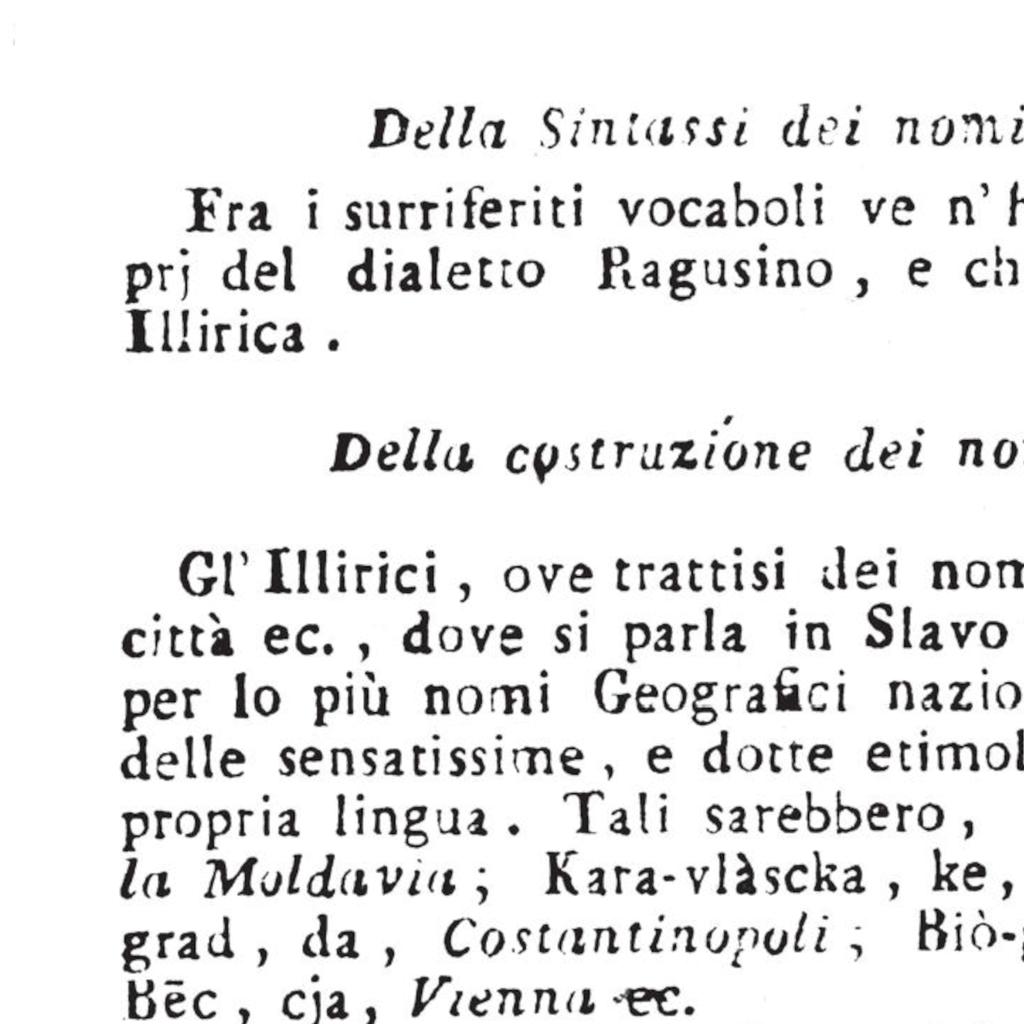 Della Sintassi dei nomi
Fra i surriferiti vocaboli ve n'
prj del dialetto Ragusino, e ch
Illirica.
Della costruzióne dei no
Gl'Illirici, ove trattisi dei nom
città ec., dove si parla in Slavo
per lo più nomi Geografici nazio
delle sensatissime, e dotte etimol
propria lingua. Tali sarebbero,
la Moldavia; Kara-vlàscka, ke,
grad, da, Costantinopoli; Biò-
Bēc, cja, Vienna ec.